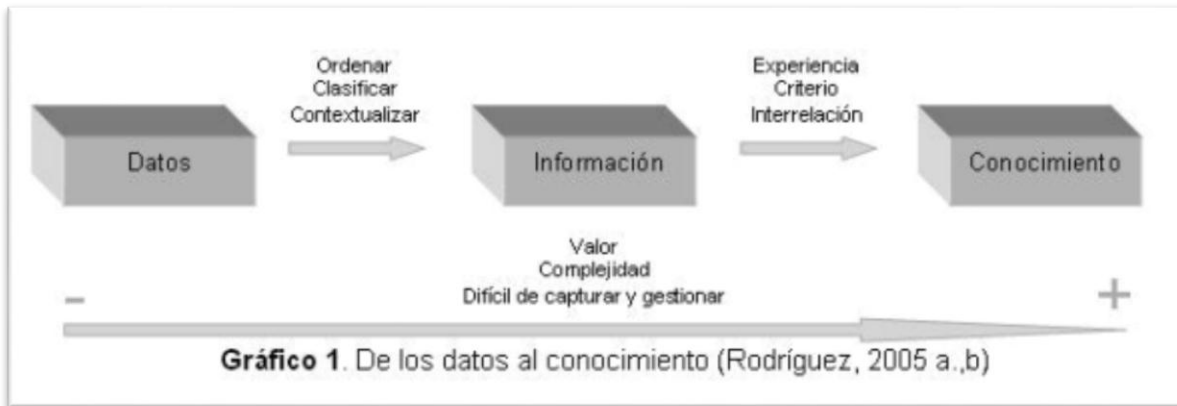 Ordenar
Clasificar
Contextualizar
Experiencia
Criterio
Interrelación
Datos
Información
Conocimiento
Valor
Complejidad
Difícil de capturar y gestionar
- +
Gráfico 1. De los datos al conocimiento (Rodríguez, 2005 a.,b)